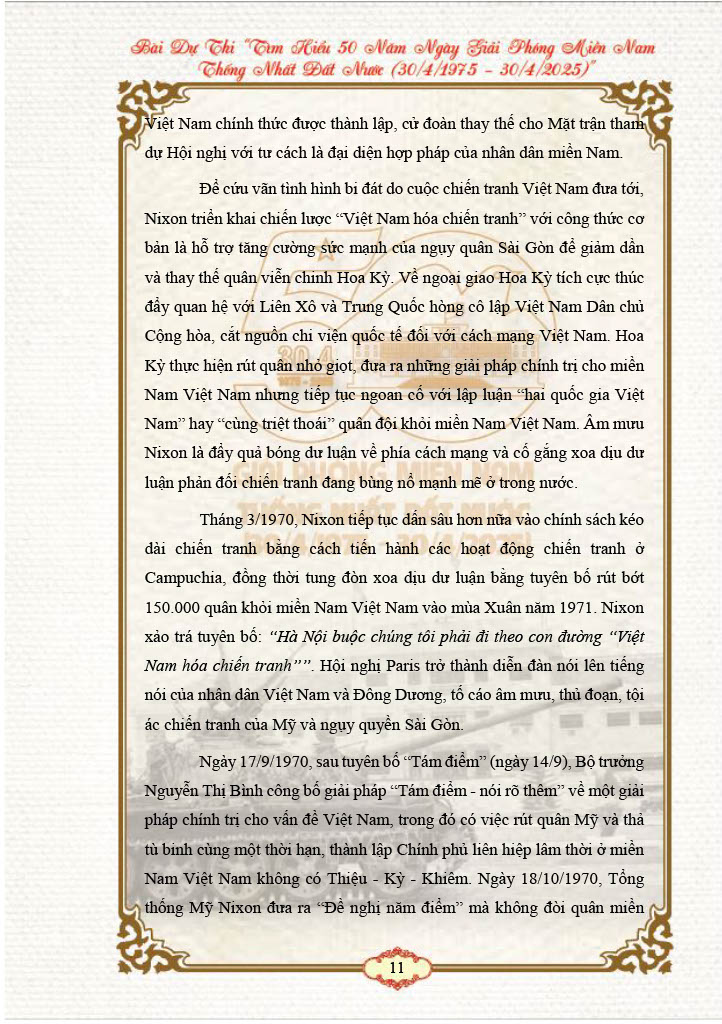 Bài Dự Thi “Tìm Hiểu 50 Năm Ngày Giải Phóng Miền Nam
Thống Nhất Đất Nước (30/4/1975 – 30/4/2025)”
Việt Nam chính thức được thành lập, cử đoàn thay thế cho Mặt trận tham
dự Hội nghị với tư cách là đại diện hợp pháp của nhân dân miền Nam.
Để cứu vãn tình hình bi đát do cuộc chiến tranh Việt Nam đưa tới,
Nixon triển khai chiến lược “Việt Nam hóa chiến tranh” với công thức cơ
bản là hỗ trợ tăng cường sức mạnh của ngụy quân Sài Gòn để giảm dần
và thay thế quân viễn chinh Hoa Kỳ. Về ngoại giao Hoa Kỳ tích cực thúc
đẩy quan hệ với Liên Xô và Trung Quốc hòng cô lập Việt Nam Dân chủ
Cộng hòa, cắt nguồn chi viện quốc tế đối với cách mạng Việt Nam. Hoa
Kỳ thực hiện rút quân nhỏ giọt, đưa ra những giải pháp chính trị cho miền
Nam Việt Nam nhưng tiếp tục ngoan cố với lập luận “hai quốc gia Việt
Nam” hay “cùng triệt thoái” quân đội khỏi miền Nam Việt Nam. Âm mưu
Nixon là đẩy quả bóng dư luận về phía cách mạng và cố gắng xoa dịu dư
luận phản đối chiến tranh đang bùng nổ mạnh mẽ ở trong nước.
Tháng 3/1970, Nixon tiếp tục dấn sâu hơn nữa vào chính sách kéo
dài chiến tranh bằng cách tiến hành các hoạt động chiến tranh ở
Campuchia, đồng thời tung đòn xoa dịu dư luận bằng tuyên bố rút bớt
150.000 quân khỏi miền Nam Việt Nam vào mùa Xuân năm 1971. Nixon
xảo trá tuyên bố: “Hà Nội buộc chúng tôi phải đi theo con đường “Việt
Nam hóa chiến tranh””. Hội nghị Paris trở thành diễn đàn nói lên tiếng
nói của nhân dân Việt Nam và Đông Dương, tố cáo âm mưu, thủ đoạn, tội
ác chiến tranh của Mỹ và ngụy quyền Sài Gòn.
Ngày 17/9/1970, sau tuyên bố “Tám điểm” (ngày 14/9), Bộ trưởng
Nguyễn Thị Bình công bố giải pháp “Tám điểm - nói rõ thêm” về một giải
pháp chính trị cho vấn đề Việt Nam, trong đó có việc rút quân Mỹ và thả
tù binh cùng một thời hạn, thành lập Chính phủ liên hiệp lâm thời ở miền
Nam Việt Nam không có Thiệu - Kỳ - Khiêm. Ngày 18/10/1970, Tổng
thống Mỹ Nixon đưa ra “Đề nghị năm điểm” mà không đòi quân miền
11